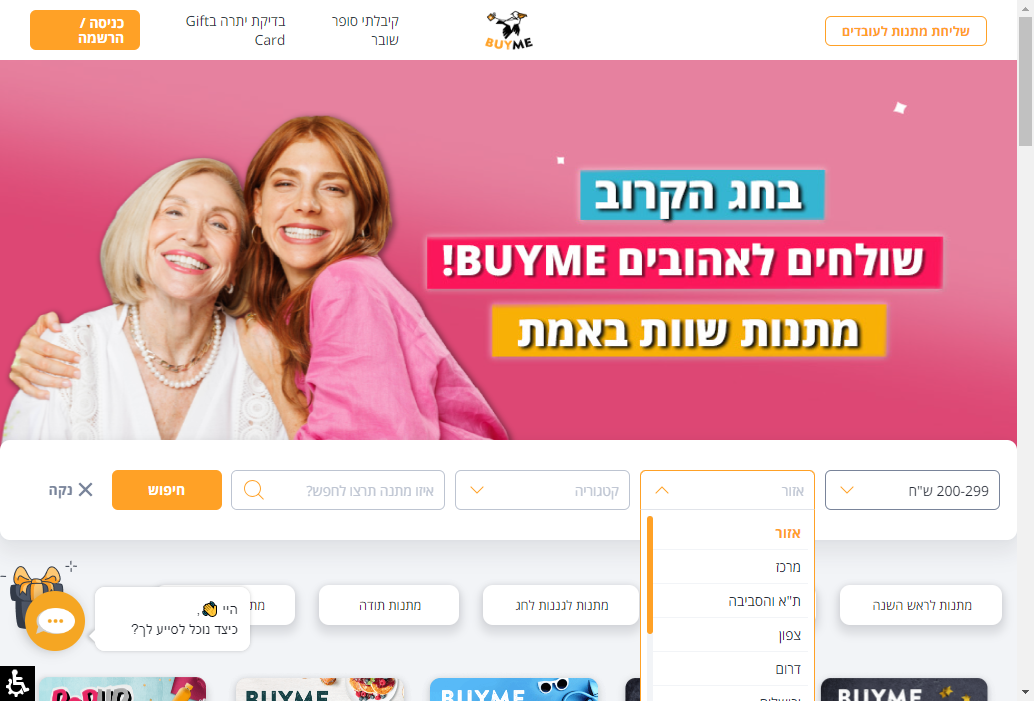 שליחת מתנות לעובדים
BUYME
קיבלתי סופר
שובר
בדיקת יתרה בGift
Card
כניסה /
הרשמה
בחג הקרוב
שולחים לאהובים BUYME!
מתנות שוות באמת
200-299 ש"ח
אזור
קטגוריה
איזו מתנה תרצו לחפש?
חיפוש
נקה
אזור
מרכז
ת"א והסביבה
צפון
דרום
מתנות לראש השנה
מתנות לגננות לחג
מתנות תודה
היי 👏,
כיצד נוכל לסייע לך?
BUYME
BUYME
BUYME